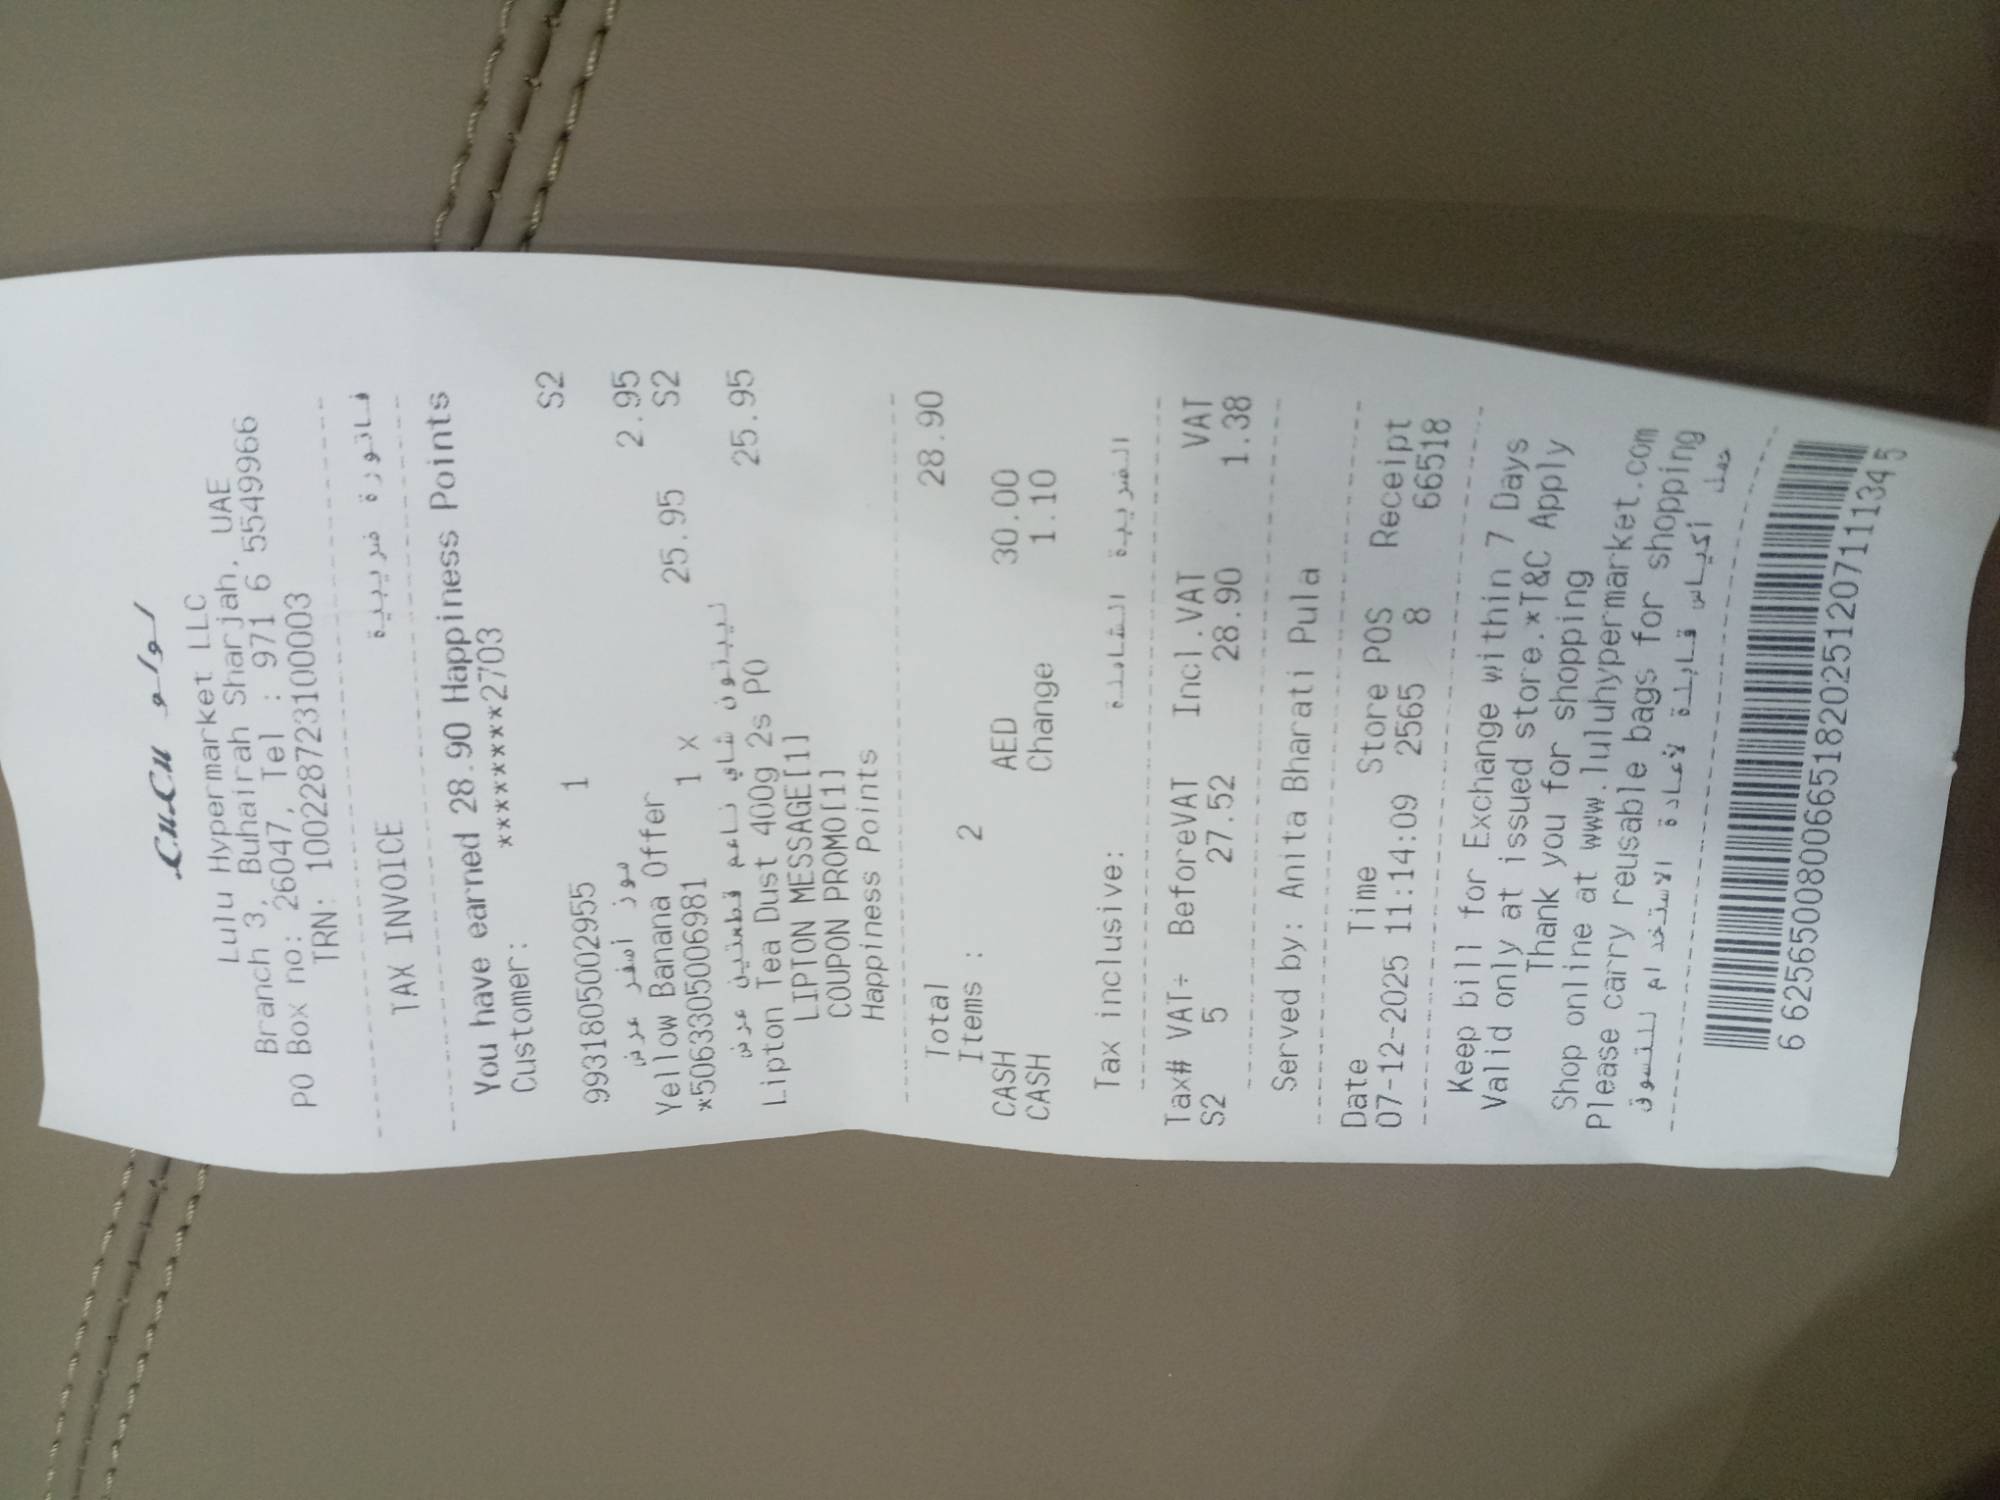 LuLu لولو
Lulu Hypermarket LLC
Branch 3, Buhairah Sharjah, UAE
PO Box no: 26047, Tel : 971 6 5549966
TRN: 100228723100003
TAX INVOICE فاتورة ضريبية
You have earned 28.90 Happiness Points
Customer: *********2703
S2
9931805002955 1
موز أصفر عرض 2.95
Yellow Banana Offer S2
*5063305006981 1 X 25.95
ليبتون شاي ناعم قطعتين عرض
Lipton Tea Dust 400g 2s PO 25.95
LIPTON MESSAGE[1]
COUPON PROMO[1]
Happiness Points
Total 28.90
Items : 2
CASH AED 30.00
CASH Change 1.10
Tax inclusive: الضريبة الشاملة
Tax# VAT÷ BeforeVAT Incl.VAT VAT
S2 5 27.52 28.90 1.38
Served by: Anita Bharati Pula
Date Time Store POS Receipt
07-12-2025 11:14:09 2565 8 66518
Keep bill for Exchange within 7 Days
Valid only at issued store.*T&C Apply
Thank you for shopping
Shop online at www.luluhypermarket.com
Please carry reusable bags for shopping
حمل أكياس قابلة لأعادة الاستخدام للتسوق
6 62565008006651820251207111345